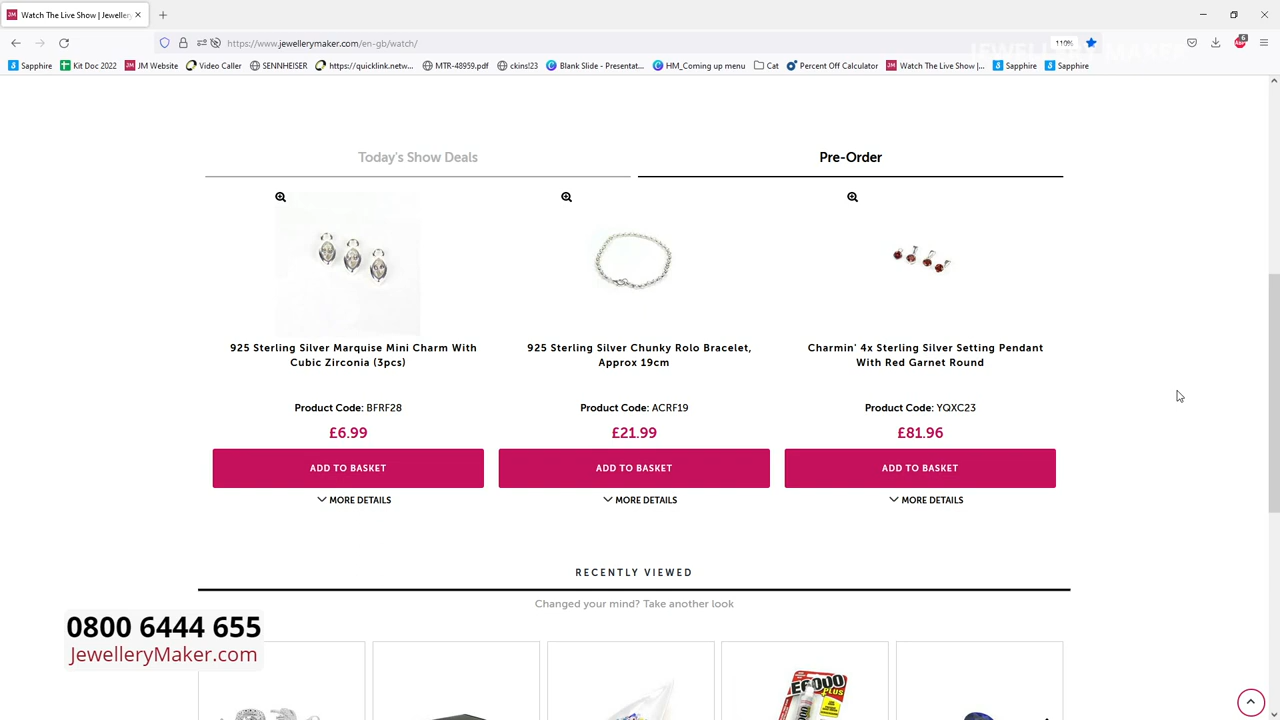 Watch The Live Show | Jeweller
https://www.jewellerymaker.com/en-gb/watch/
110%
6
JEWELLERY MAKER
Sapphire
Kit Doc 2022
JM Website
Video Caller
SENNHEISER
https://quicklink.netw...
MTR-48959.pdf
ckins!23
Blank Slide - Presentat...
HM_Coming up menu
Cat
Percent Off Calculator
Watch The Live Show |...
Sapphire
Sapphire
Today's Show Deals
Pre-Order
925 Sterling Silver Marquise Mini Charm With
Cubic Zirconia (3pcs)
Product Code: BFRF28
£6.99
ADD TO BASKET
MORE DETAILS
925 Sterling Silver Chunky Rolo Bracelet,
Approx 19cm
Product Code: ACRF19
£21.99
ADD TO BASKET
MORE DETAILS
Charmin' 4x Sterling Silver Setting Pendant
With Red Garnet Round
Product Code: YQXC23
£81.96
ADD TO BASKET
MORE DETAILS
RECENTLY VIEWED
Changed your mind? Take another look
0800 6444 655
JewelleryMaker.com
E6000
PLUS